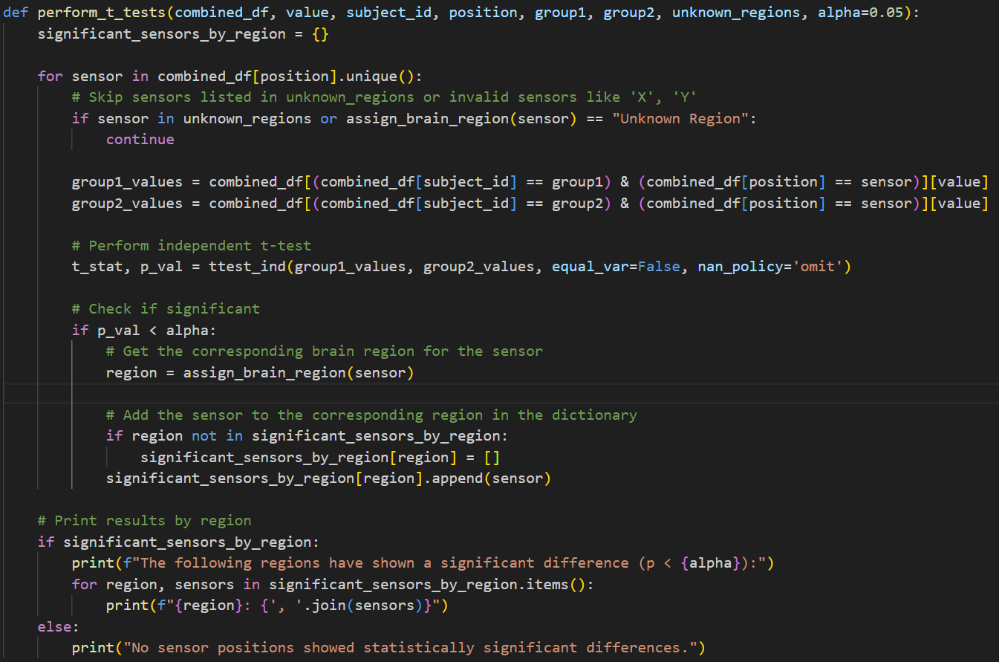 def perform_t_tests(combined_df, value, subject_id, position, group1, group2, unknown_regions, alpha=0.05):
    significant_sensors_by_region = {}

    for sensor in combined_df[position].unique():
        # Skip sensors listed in unknown_regions or invalid sensors like 'X', 'Y'
        if sensor in unknown_regions or assign_brain_region(sensor) == "Unknown Region":
            continue

        group1_values = combined_df[(combined_df[subject_id] == group1) & (combined_df[position] == sensor)][value]
        group2_values = combined_df[(combined_df[subject_id] == group2) & (combined_df[position] == sensor)][value]

        # Perform independent t-test
        t_stat, p_val = ttest_ind(group1_values, group2_values, equal_var=False, nan_policy='omit')

        # Check if significant
        if p_val < alpha:
            # Get the corresponding brain region for the sensor
            region = assign_brain_region(sensor)

            # Add the sensor to the corresponding region in the dictionary
            if region not in significant_sensors_by_region:
                significant_sensors_by_region[region] = []
            significant_sensors_by_region[region].append(sensor)

    # Print results by region
    if significant_sensors_by_region:
        print(f"The following regions have shown a significant difference (p < {alpha}):")
        for region, sensors in significant_sensors_by_region.items():
            print(f"{region}: {', '.join(sensors)}")
    else:
        print("No sensor positions showed statistically significant differences.")